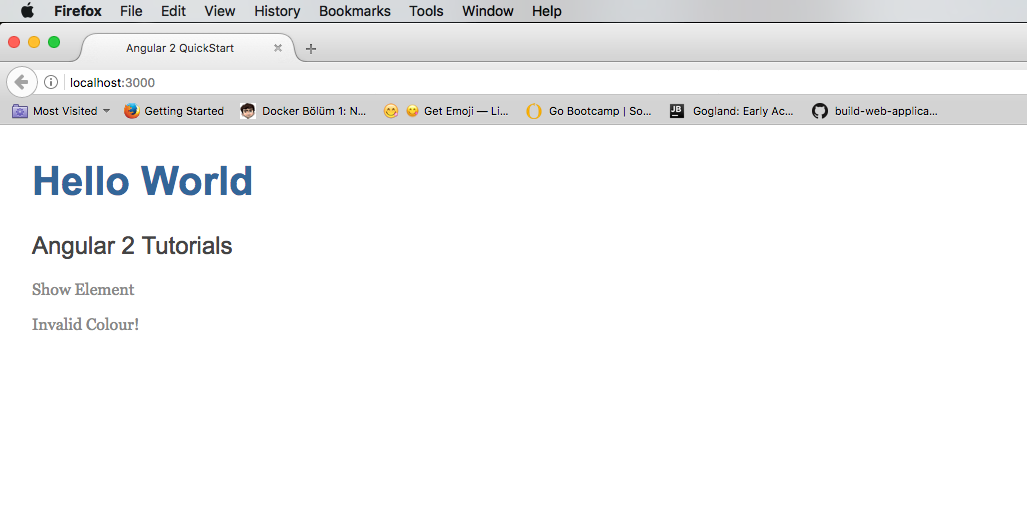 Firefox File Edit View History Bookmarks Tools Window Help
Angular 2 QuickStart
localhost:3000
Most Visited Getting Started Docker Bölüm 1: N... Get Emoji — Li... Go Bootcamp | So... JB Gogland: Early Ac... build-web-applica...
Hello World
Angular 2 Tutorials
Show Element
Invalid Colour!